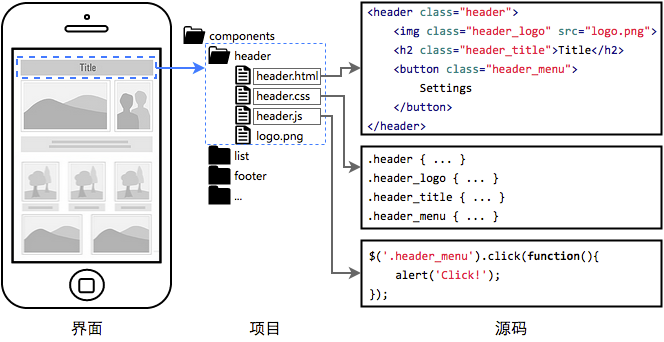 Title
components
header
header.html
header.css
header.js
logo.png
list
footer
...
<header class="header">
<img class="header_logo" src="logo.png">
<h2 class="header_title">Title</h2>
<button class="header_menu">
Settings
</button>
</header>
.header { ... }
.header_logo { ... }
.header_title { ... }
.header_menu { ... }
$('.header_menu').click(function(){
alert('Click!');
});
界面
项目
源码